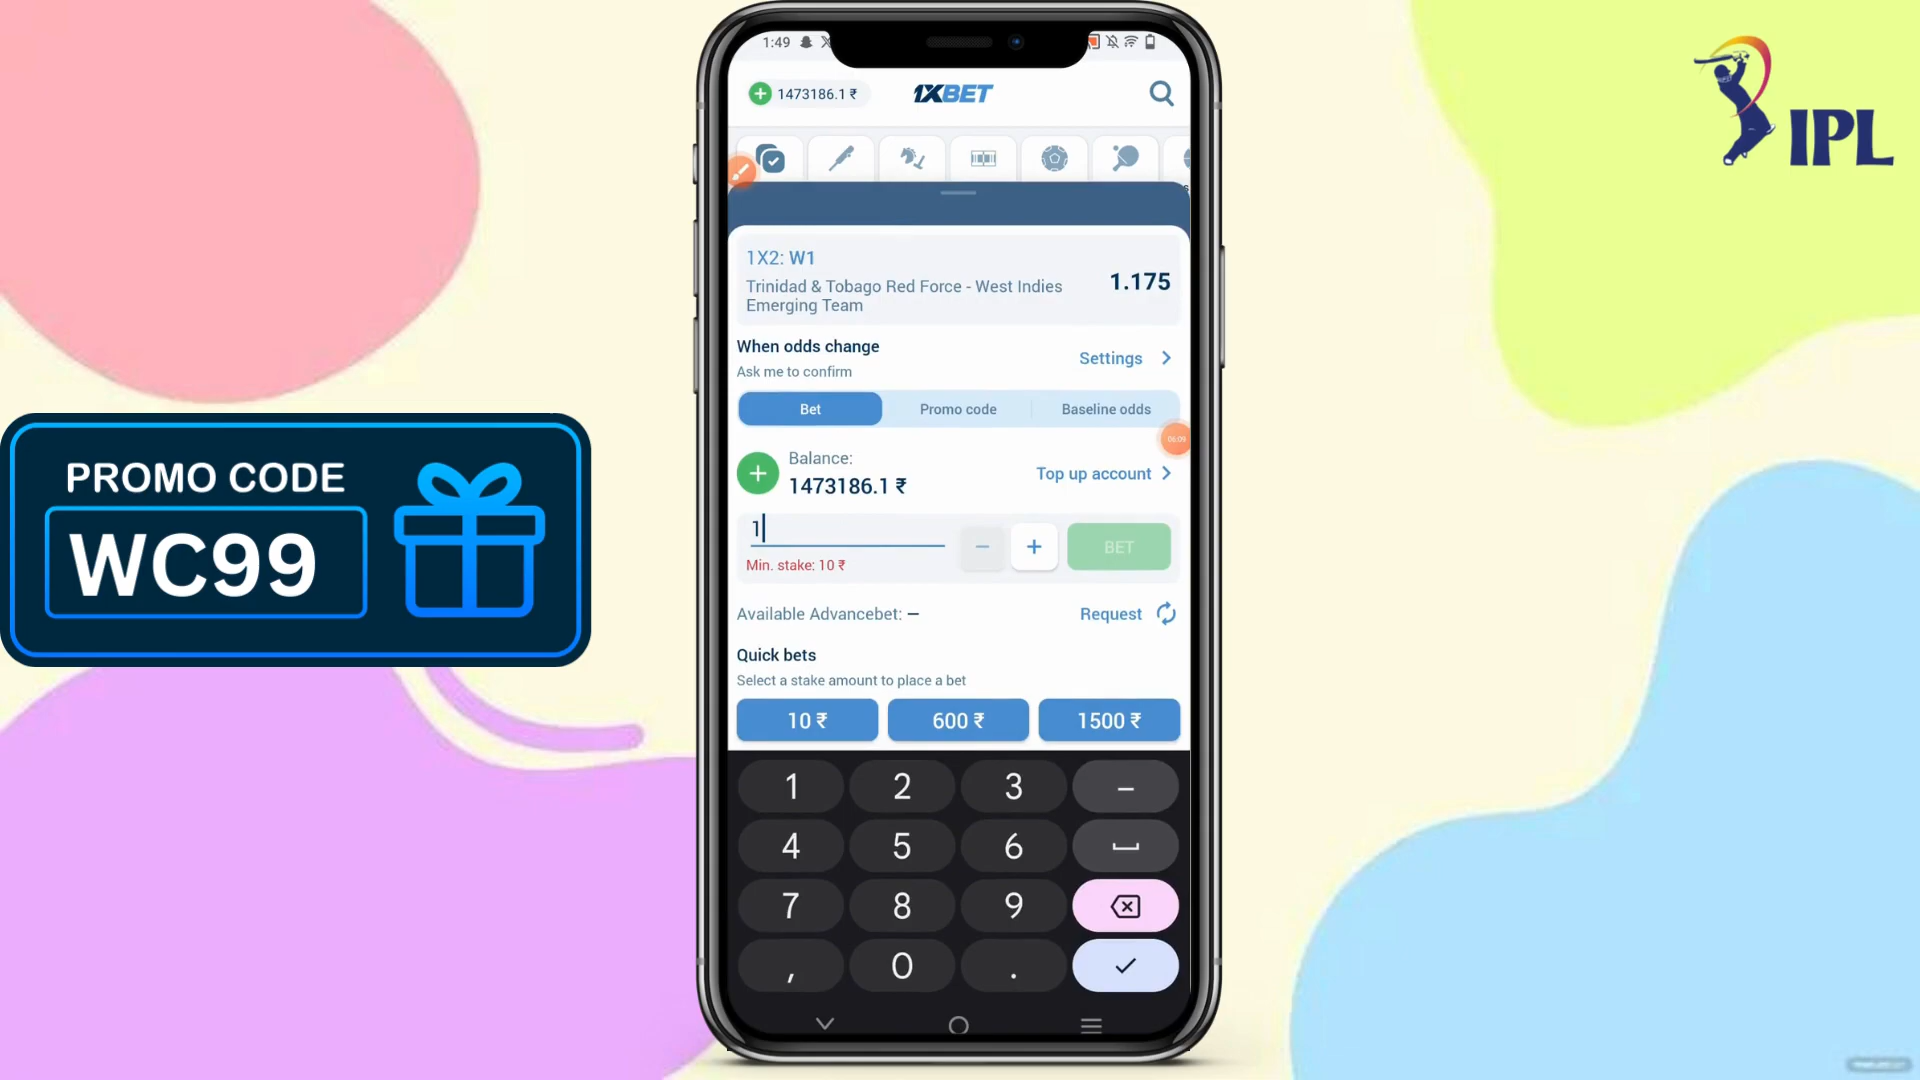 1:49
1473186.1 ₹
1XBET
IPL
1X2: W1
Trinidad & Tobago Red Force - West Indies
Emerging Team
1.175
When odds change
Settings
Ask me to confirm
Bet
Promo code
Baseline odds
06:09
Balance:
1473186.1 ₹
Top up account
PROMO CODE
WC99
1
BET
Min. stake: 10 ₹
Available Advancebet: –
Request
Quick bets
Select a stake amount to place a bet
10 ₹
600 ₹
1500 ₹
1 2 3 –
4 5 6
7 8 9
, 0 .